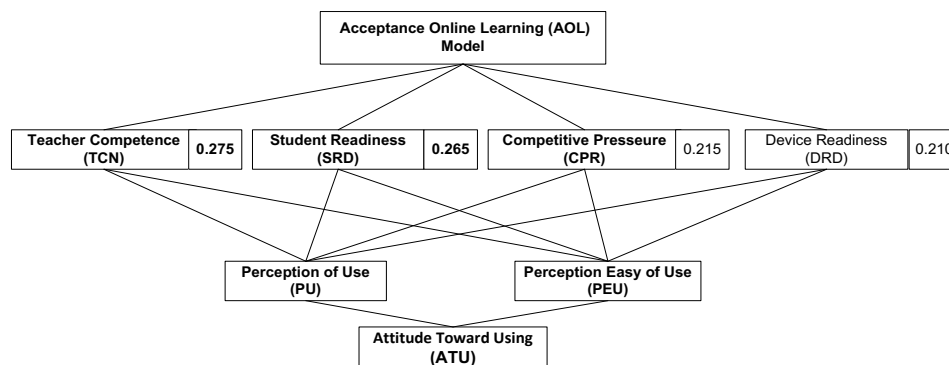 Acceptance Online Learning (AOL)
Model
Teacher Competence
(TCN)
0.275
Student Readiness
(SRD)
0.265
Competitive Presseure
(CPR)
0.215
Device Readiness
(DRD)
0.210
Perception of Use
(PU)
Perception Easy of Use
(PEU)
Attitude Toward Using
(ATU)